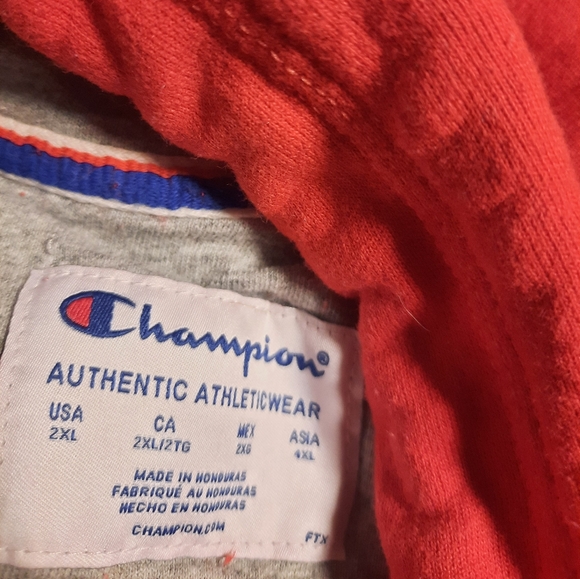 Champion®
AUTHENTIC ATHLETICWEAR
USA CA MEX ASIA
2XL 2XL/2TG 2XG 4XL
MADE IN HONDURAS
FABRIQUÉ AU HONDURAS
HECHO EN HONDURAS
CHAMPION.COM
FTX